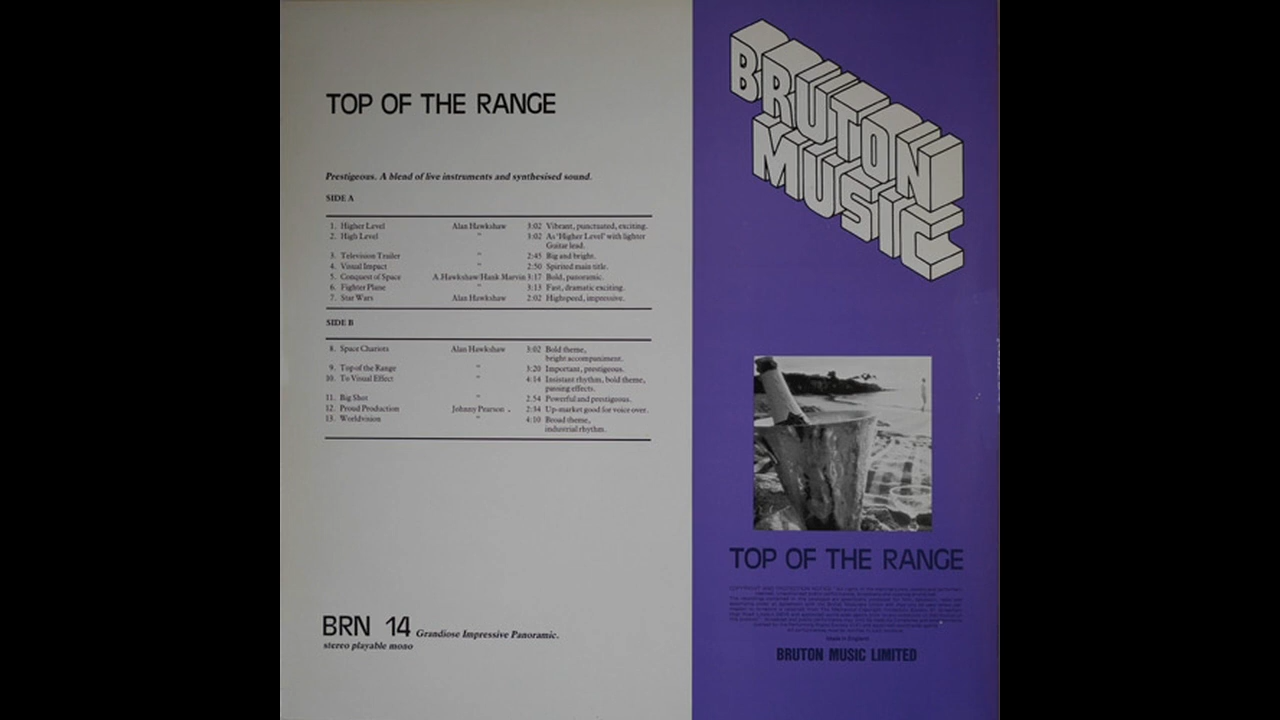 TOP OF THE RANGE
Prestigeous. A blend of live instruments and synthesised sound.
SIDE A
1. Higher Level Alan Hawkshaw 3:02 Vibrant, punctuated, exciting.
2. High Level " 3:02 As 'Higher Level' with lighter
Guitar lead.
3. Television Trailer " 2:45 Big and bright.
4. Visual Impact " 2:50 Spirited main title.
5. Conquest of Space A.Hawkshaw/Hank Marvin 3:17 Bold, panoramic.
6. Fighter Plane " 3:13 Fast, dramatic exciting.
7. Star Wars Alan Hawkshaw 2:02 Highspeed, impressive.
SIDE B
8. Space Chariots Alan Hawkshaw 3:02 Bold theme,
bright accompaniment.
9. Top of the Range " 3:20 Important, prestigeous.
10. To Visual Effect " 4:14 Insistant rhythm, bold theme,
passing effects.
11. Big Shot " 2.54 Powerful and prestigeous.
12. Proud Production Johnny Pearson . 2:34 Up-market good for voice over.
13. Worldvision " 4:10 Broad theme,
industrial rhythm.
BRN 14 Grandiose Impressive Panoramic.
stereo playable mono
BRUTON
MUSIC
TOP OF THE RANGE
Made in England
BRUTON MUSIC LIMITED